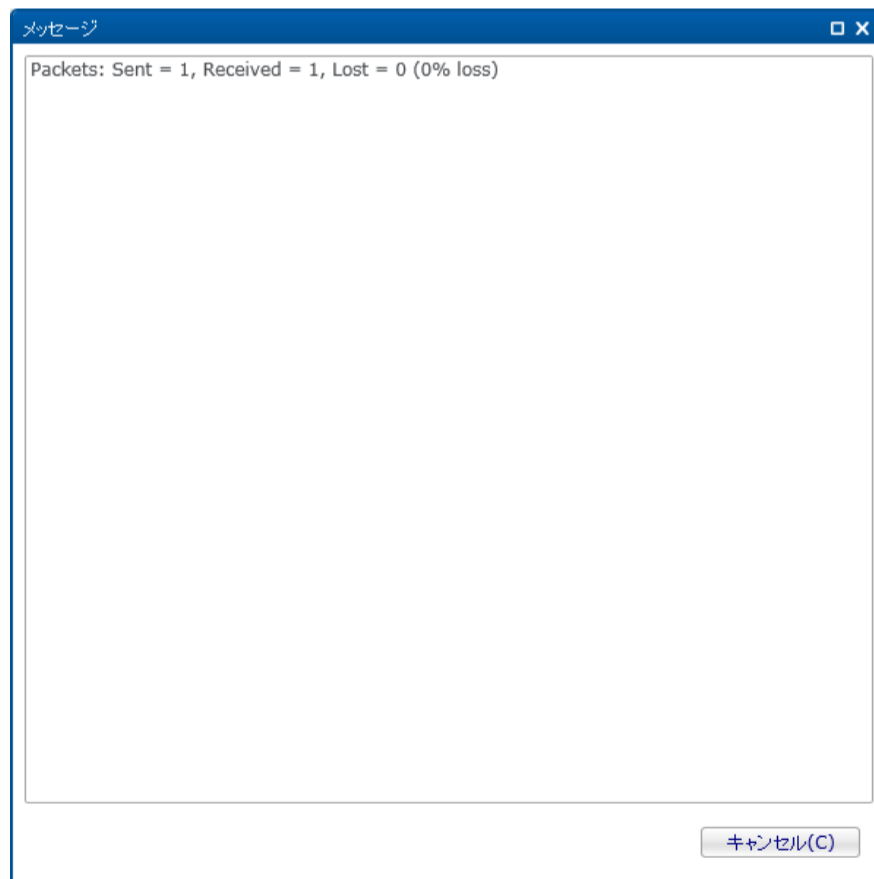 メッセージ
Packets: Sent = 1, Received = 1, Lost = 0 (0% loss)
キャンセル(C)